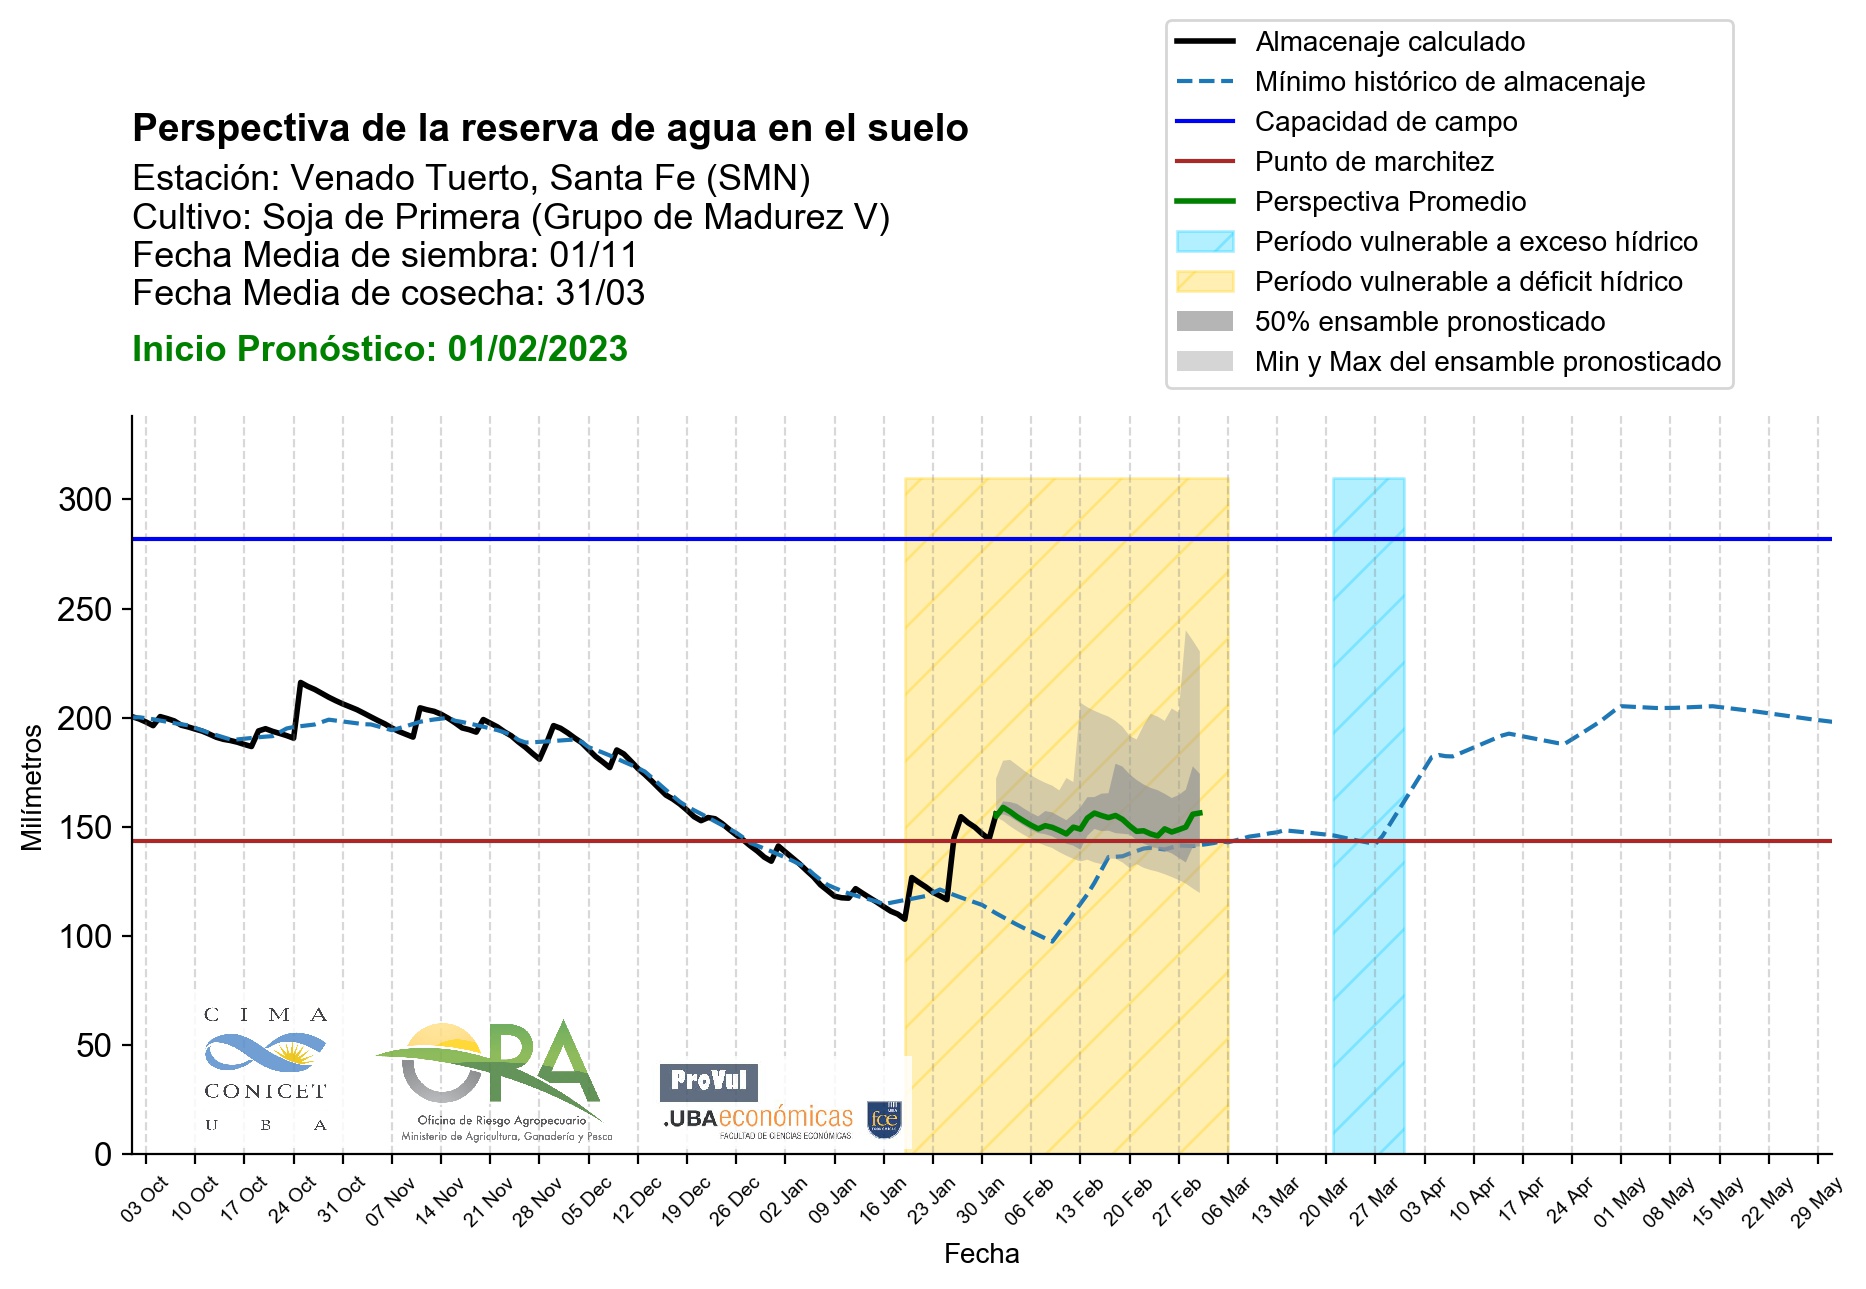 Almacenaje calculado
Mínimo histórico de almacenaje
Capacidad de campo
Punto de marchitez
Perspectiva Promedio
Período vulnerable a exceso hídrico
Período vulnerable a déficit hídrico
50% ensamble pronosticado
Min y Max del ensamble pronosticado
Perspectiva de la reserva de agua en el suelo
Estación: Venado Tuerto, Santa Fe (SMN)
Cultivo: Soja de Primera (Grupo de Madurez V)
Fecha Media de siembra: 01/11
Fecha Media de cosecha: 31/03
Inicio Pronóstico: 01/02/2023
Milímetros
300
250
200
150
100
50
0
CIMA
CONICET
UBA
ORA
Oficina de Riesgo Agropecuario
Ministerio de Agricultura, Ganadería y Pesca
ProVul
.UBAeconómicas
FACULTAD DE CIENCIAS ECONÓMICAS
UBA
fce
ECONÓMICAS
03 Oct
10 Oct
17 Oct
24 Oct
31 Oct
07 Nov
14 Nov
21 Nov
28 Nov
05 Dec
12 Dec
19 Dec
26 Dec
02 Jan
09 Jan
16 Jan
23 Jan
30 Jan
06 Feb
13 Feb
20 Feb
27 Feb
06 Mar
13 Mar
20 Mar
27 Mar
03 Apr
10 Apr
17 Apr
24 Apr
01 May
08 May
15 May
22 May
29 May
Fecha